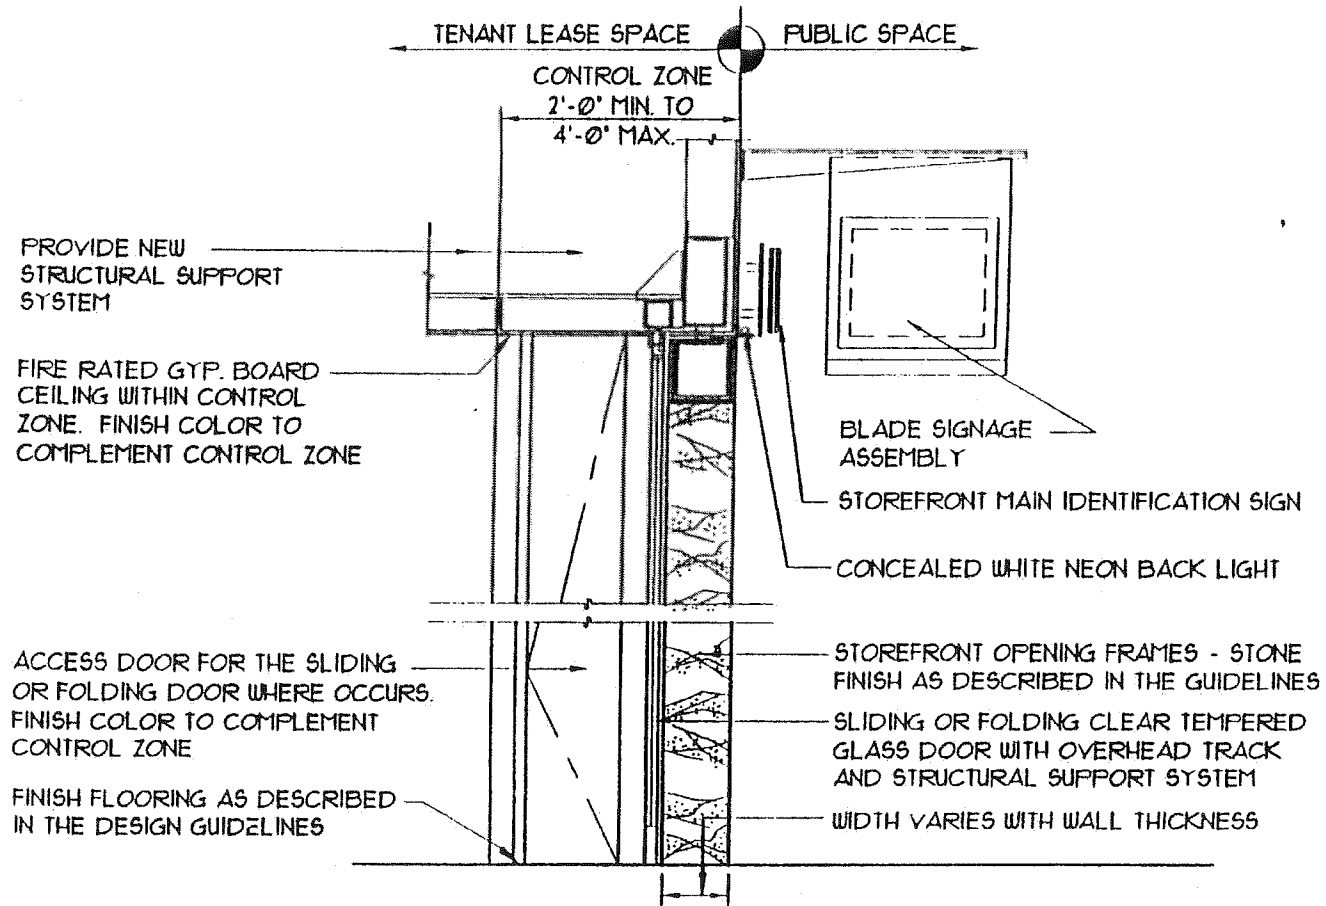 TENANT LEASE SPACE
PUBLIC SPACE
CONTROL ZONE
2'-0" MIN. TO
4'-0" MAX.
PROVIDE NEW
STRUCTURAL SUPPORT
SYSTEM
FIRE RATED GYP. BOARD
CEILING WITHIN CONTROL
ZONE. FINISH COLOR TO
COMPLEMENT CONTROL ZONE
BLADE SIGNAGE
ASSEMBLY
STOREFRONT MAIN IDENTIFICATION SIGN
CONCEALED WHITE NEON BACK LIGHT
ACCESS DOOR FOR THE SLIDING
OR FOLDING DOOR WHERE OCCURS.
FINISH COLOR TO COMPLEMENT
CONTROL ZONE
FINISH FLOORING AS DESCRIBED
IN THE DESIGN GUIDELINES
STOREFRONT OPENING FRAMES - STONE
FINISH AS DESCRIBED IN THE GUIDELINES
SLIDING OR FOLDING CLEAR TEMPERED
GLASS DOOR WITH OVERHEAD TRACK
AND STRUCTURAL SUPPORT SYSTEM
WIDTH VARIES WITH WALL THICKNESS